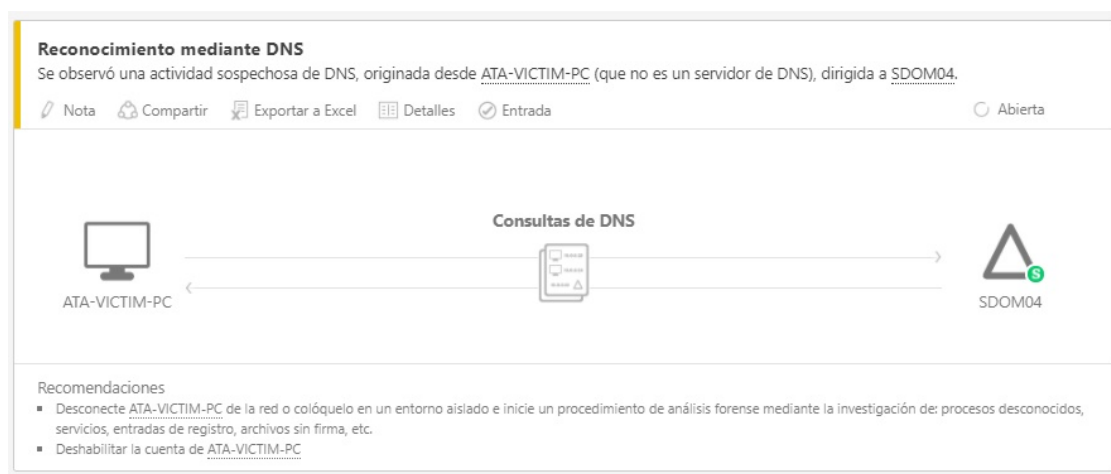 Reconocimiento mediante DNS
Se observó una actividad sospechosa de DNS, originada desde ATA-VICTIM-PC (que no es un servidor de DNS), dirigida a SDOM04.
Nota Compartir Exportar a Excel Detalles Entrada Abierta
Consultas de DNS
S
ATA-VICTIM-PC SDOM04
Recomendaciones
▪ Desconecte ATA-VICTIM-PC de la red o colóquelo en un entorno aislado e inicie un procedimiento de análisis forense mediante la investigación de: procesos desconocidos,
servicios, entradas de registro, archivos sin firma, etc.
▪ Deshabilitar la cuenta de ATA-VICTIM-PC